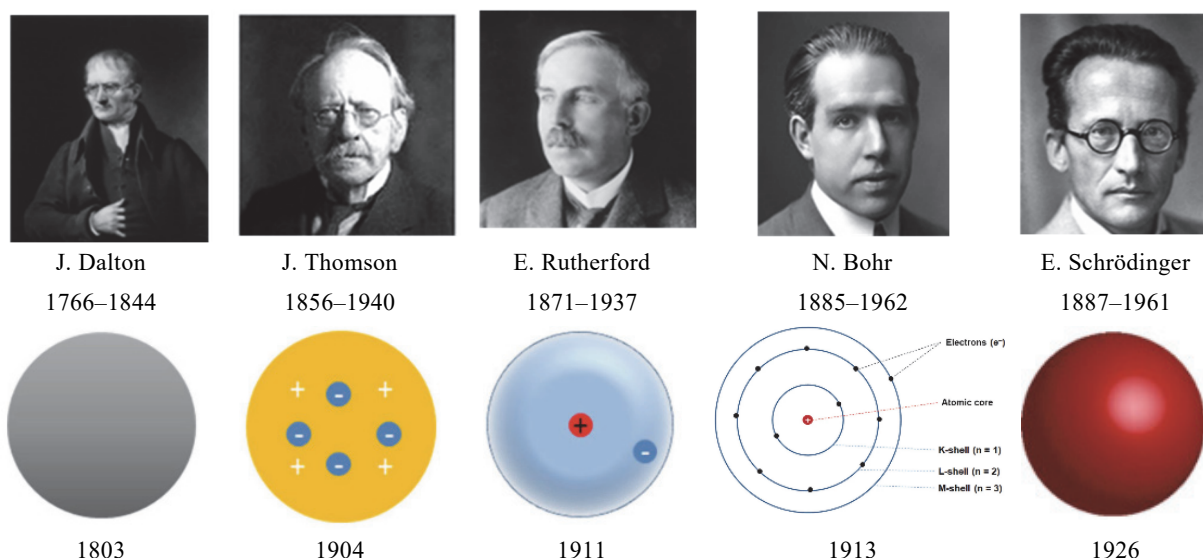 J. Dalton
J. Thomson
E. Rutherford
N. Bohr
E. Schrödinger
1766–1844
1856–1940
1871–1937
1885–1962
1887–1961
+ - +
- -
+ - +
+
-
Electrons (e⁻)
Atomic core
+
K-shell (n = 1)
L-shell (n = 2)
M-shell (n = 3)
1803
1904
1911
1913
1926